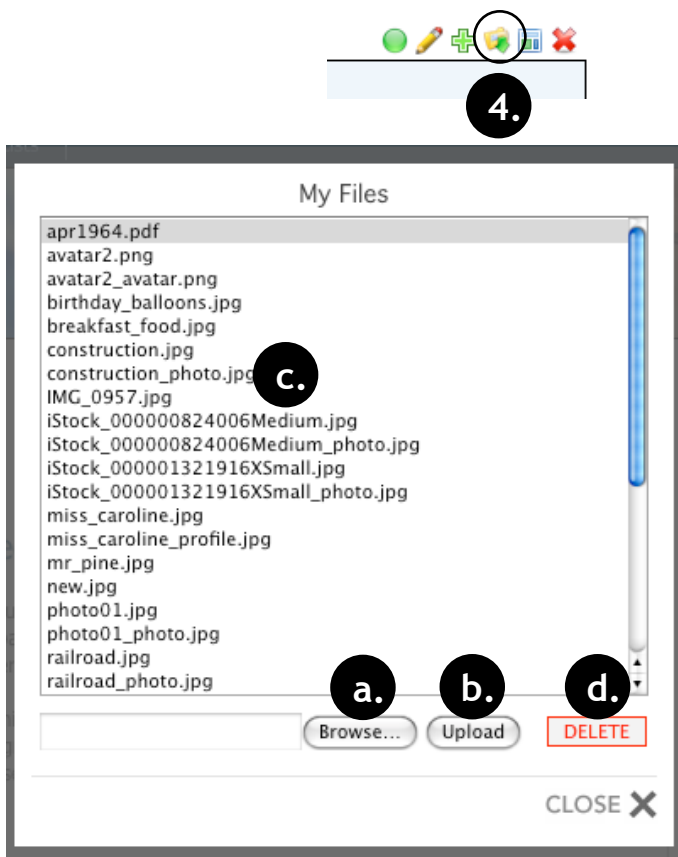 4.
My Files
apr1964.pdf
avatar2.png
avatar2_avatar.png
birthday_balloons.jpg
breakfast_food.jpg
construction.jpg
construction_photo.jpg
c.
IMG_0957.jpg
iStock_000000824006Medium.jpg
iStock_000000824006Medium_photo.jpg
iStock_000001321916XSmall.jpg
iStock_000001321916XSmall_photo.jpg
miss_caroline.jpg
miss_caroline_profile.jpg
mr_pine.jpg
new.jpg
photo01.jpg
photo01_photo.jpg
railroad.jpg
railroad_photo.jpg
a. b. d.
Browse... Upload DELETE
CLOSE